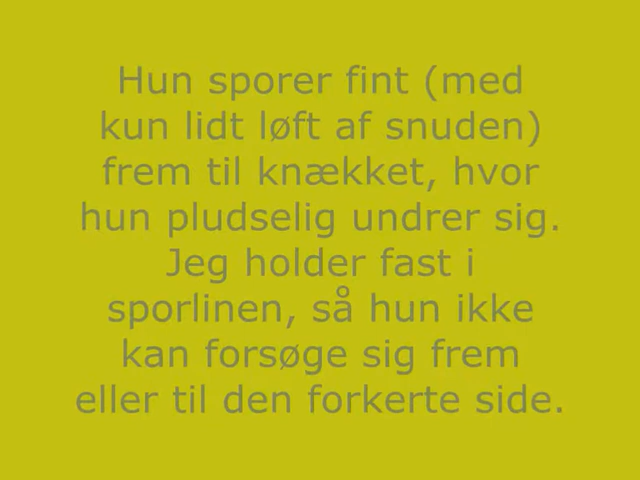 Hun sporer fint (med
kun lidt løft af snuden)
frem til knækket, hvor
hun pludselig undrer sig.
Jeg holder fast i
sporlinen, så hun ikke
kan forsøge sig frem
eller til den forkerte side.